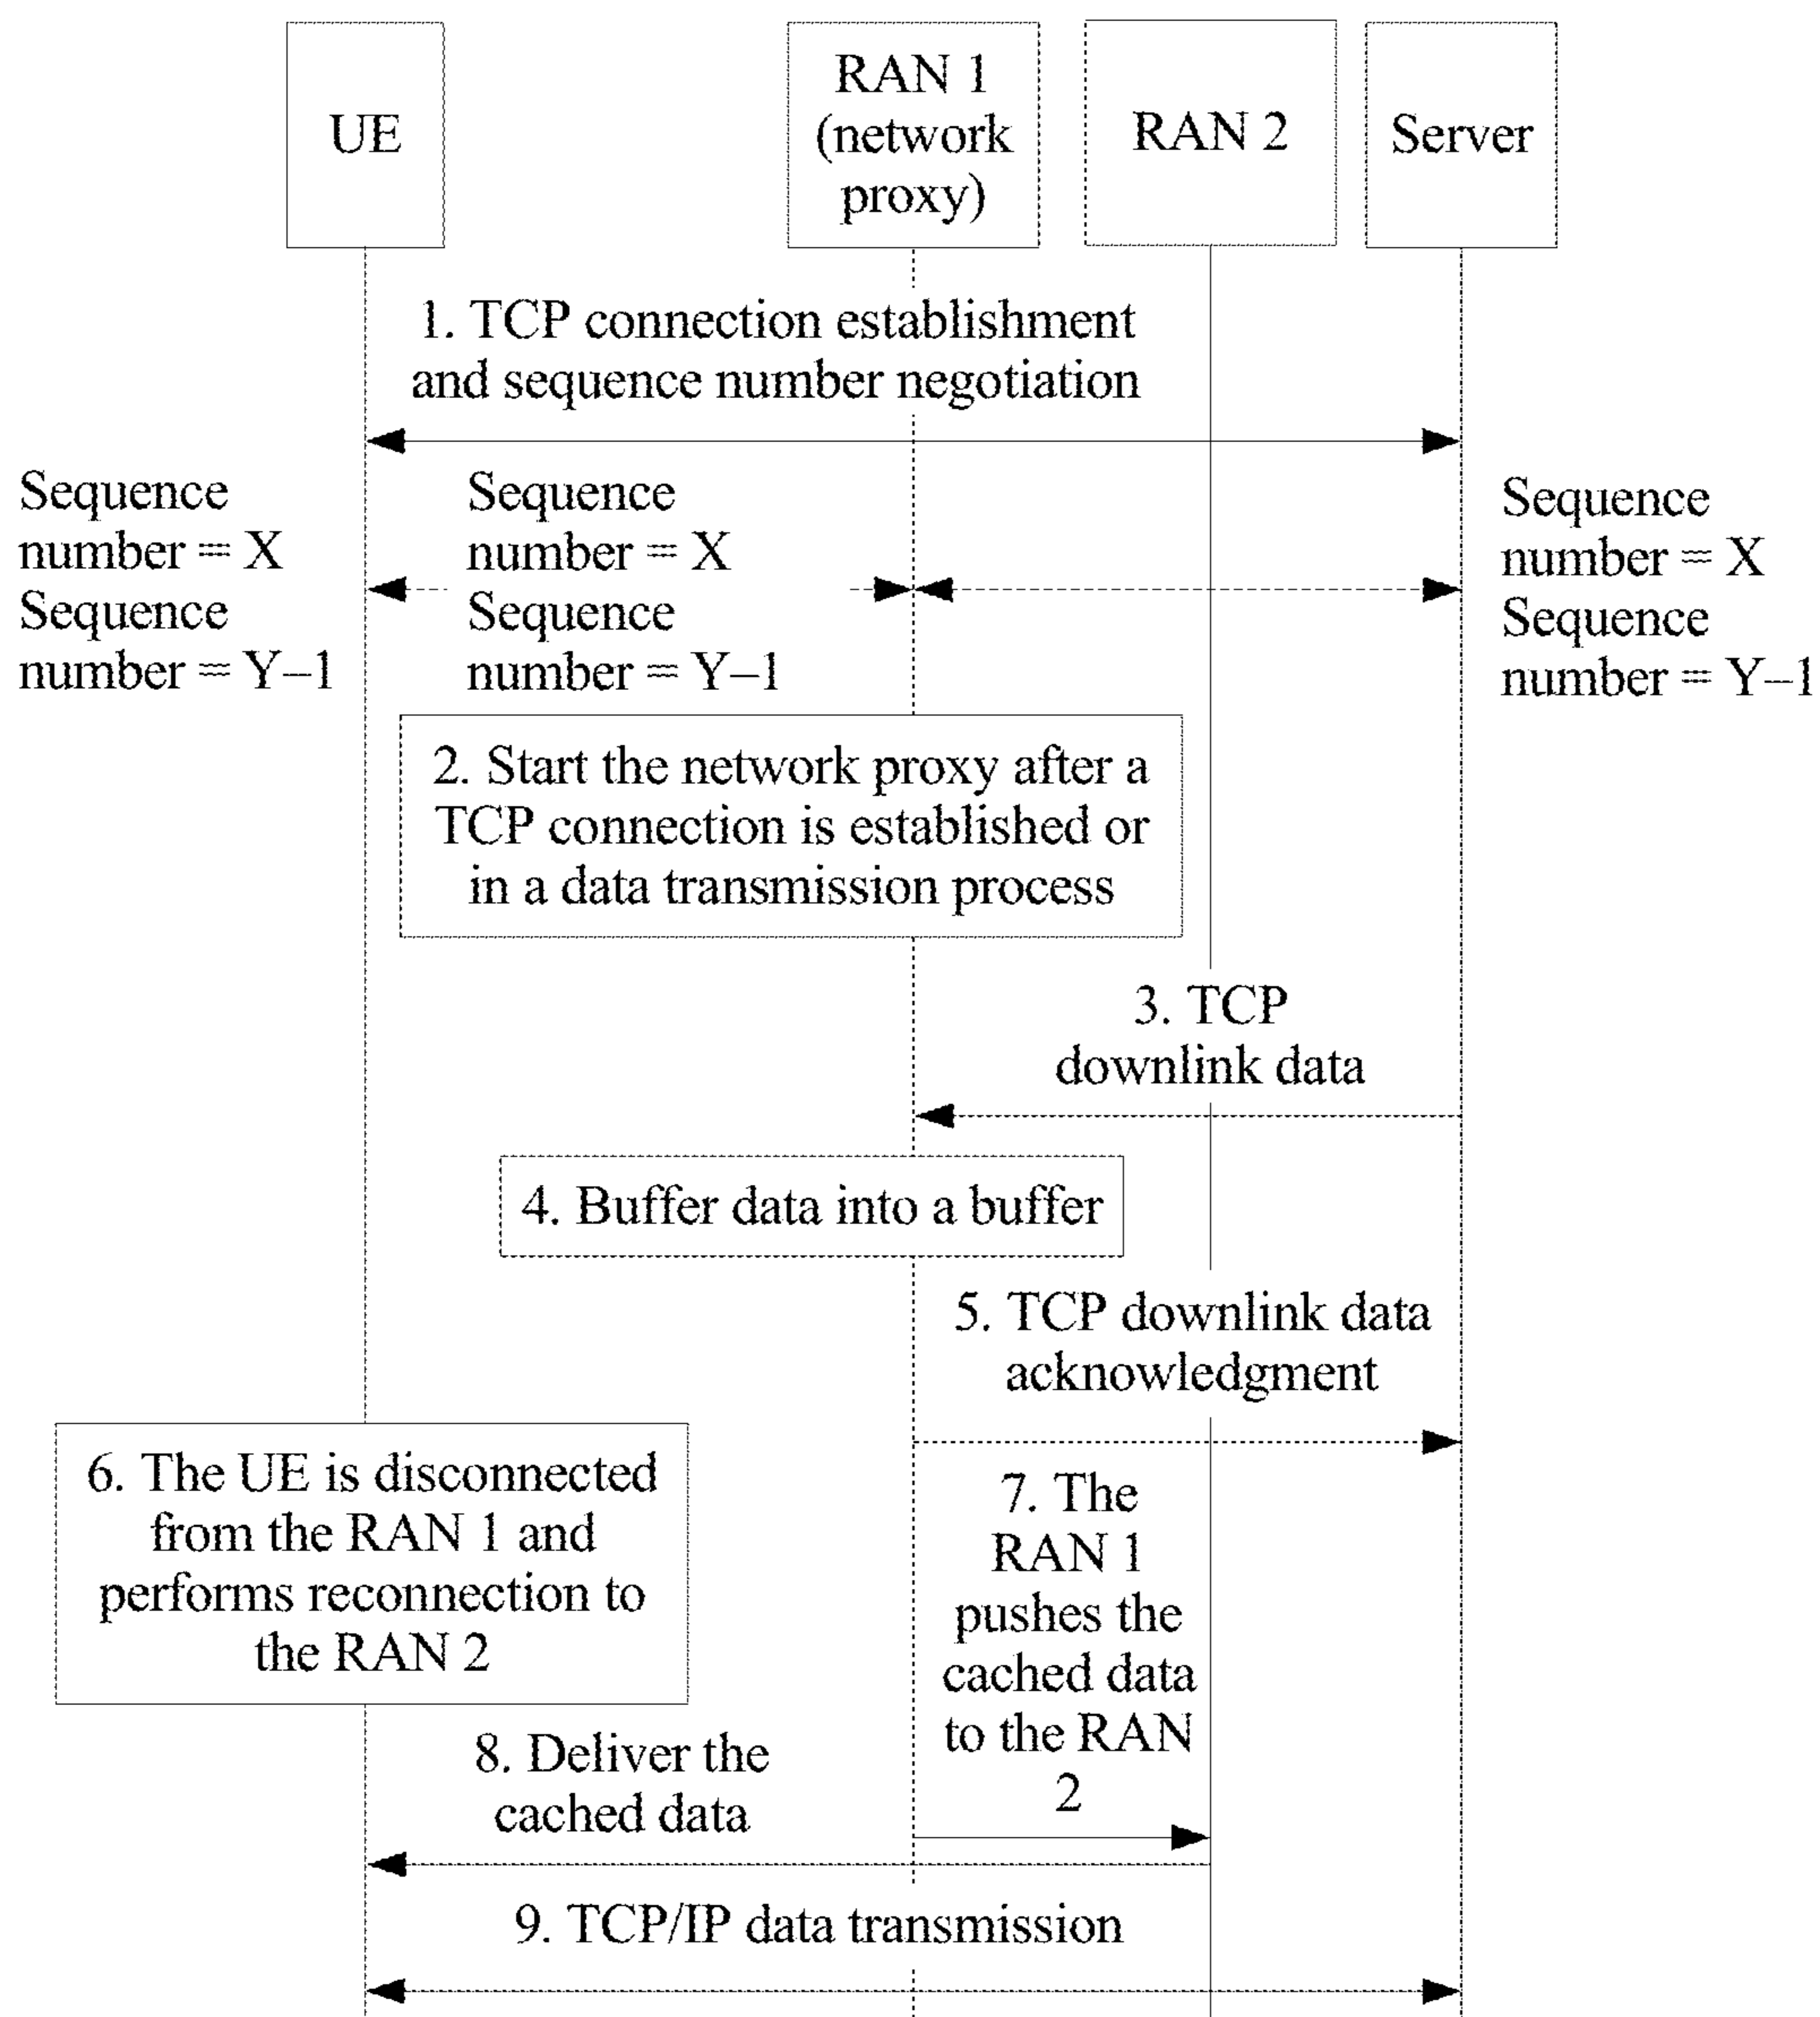 UE
RAN 1
(network
proxy)
RAN 2
Server
1. TCP connection establishment
and sequence number negotiation
Sequence
number = X
Sequence
number = Y–1
Sequence
number = X
Sequence
number = Y–1
Sequence
number = X
Sequence
number = Y–1
2. Start the network proxy after a
TCP connection is established or
in a data transmission process
3. TCP
downlink data
4. Buffer data into a buffer
5. TCP downlink data
acknowledgment
6. The UE is disconnected
from the RAN 1 and
performs reconnection to
the RAN 2
7. The
RAN 1
pushes the
cached data
to the RAN
2
8. Deliver the
cached data
9. TCP/IP data transmission